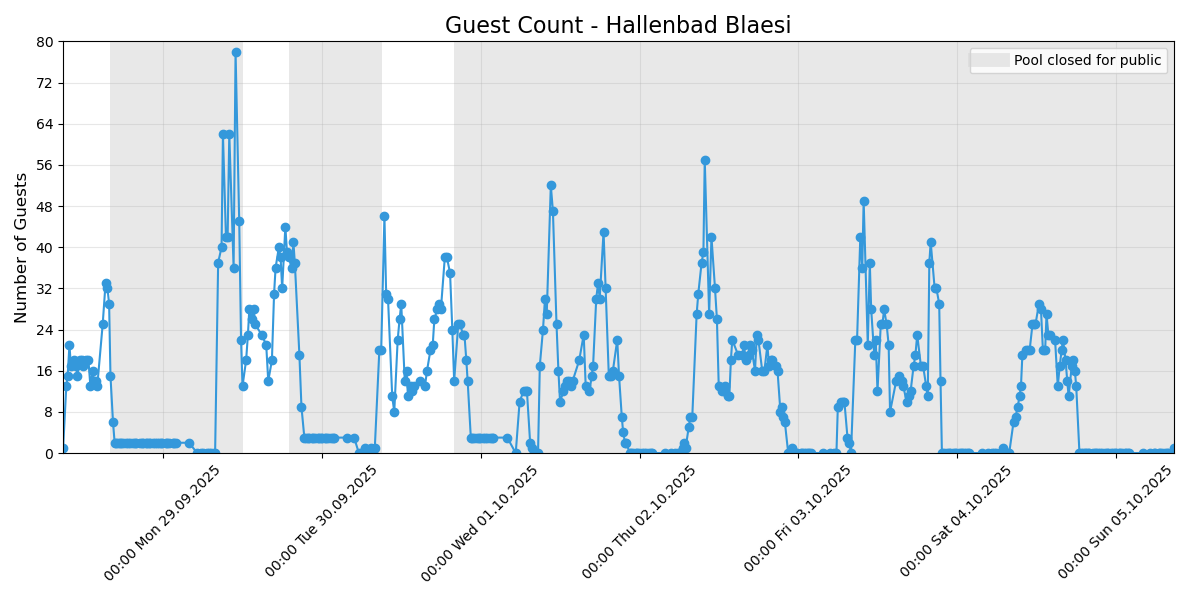 Guest Count - Hallenbad Blaesi
Pool closed for public
Number of Guests
80
72
64
56
48
40
32
24
16
8
0
00:00 Mon 29.09.2025
00:00 Tue 30.09.2025
00:00 Wed 01.10.2025
00:00 Thu 02.10.2025
00:00 Fri 03.10.2025
00:00 Sat 04.10.2025
00:00 Sun 05.10.2025